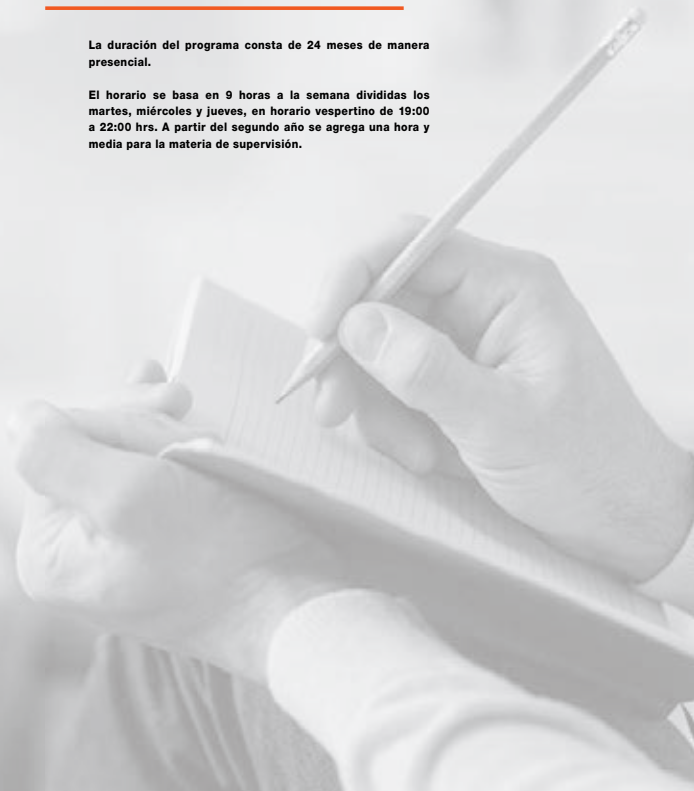 La duración del programa consta de 24 meses de manera
presencial.
El horario se basa en 9 horas a la semana divididas los
martes, miércoles y jueves, en horario vespertino de 19:00
a 22:00 hrs. A partir del segundo año se agrega una hora y
media para la materia de supervisión.